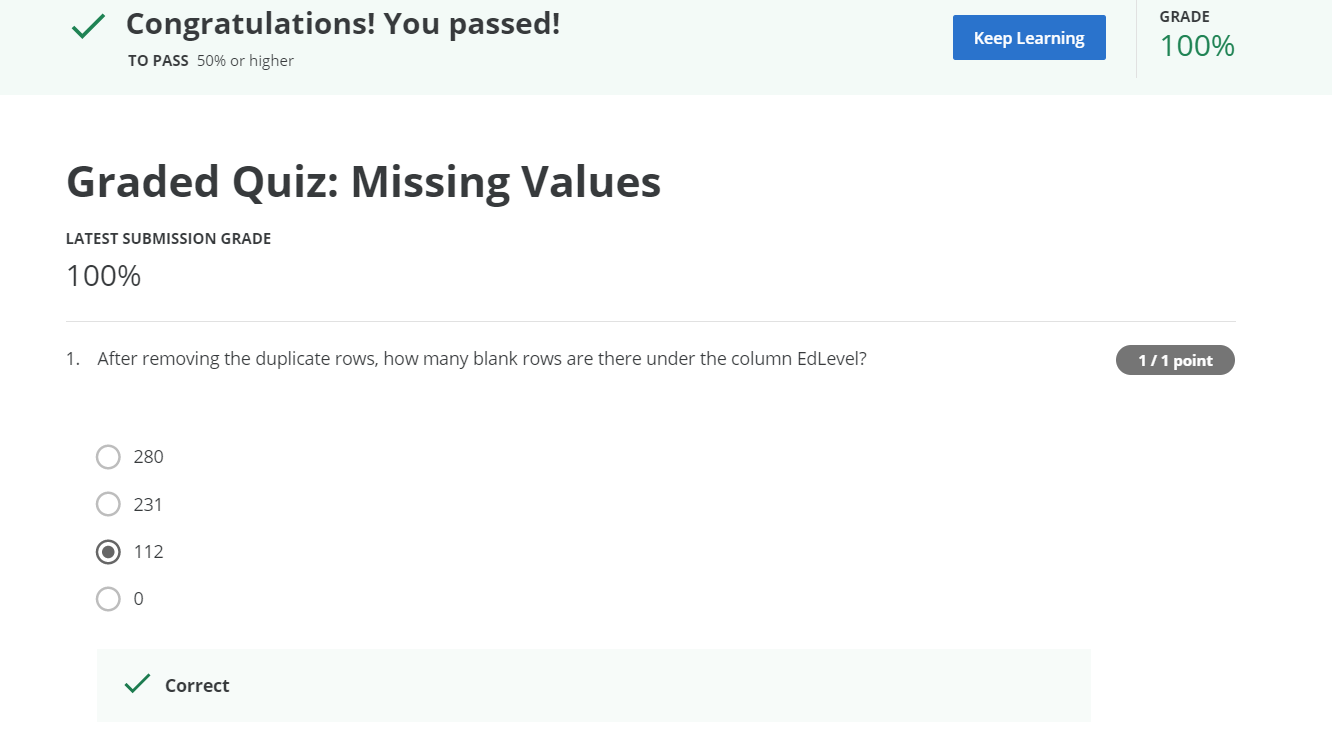 Congratulations! You passed!
TO PASS 50% or higher
Keep Learning
GRADE
100%
Graded Quiz: Missing Values
LATEST SUBMISSION GRADE
100%
1. After removing the duplicate rows, how many blank rows are there under the column EdLevel?
1 / 1 point
280
231
112
0
Correct